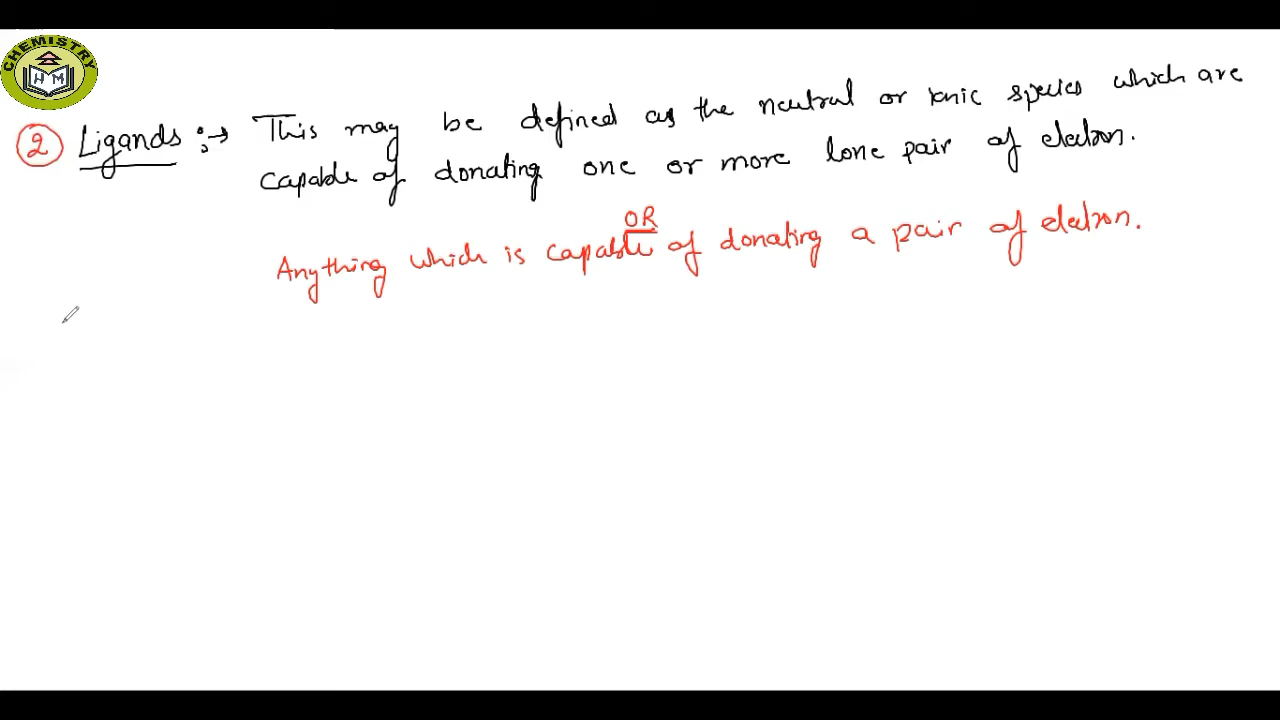 CHEMISTRY
HM
② Ligands :→ This may be defined as the neutral or ionic species which are
capable of donating one or more lone pair of electron.
OR
Anything which is capable of donating a pair of electron.